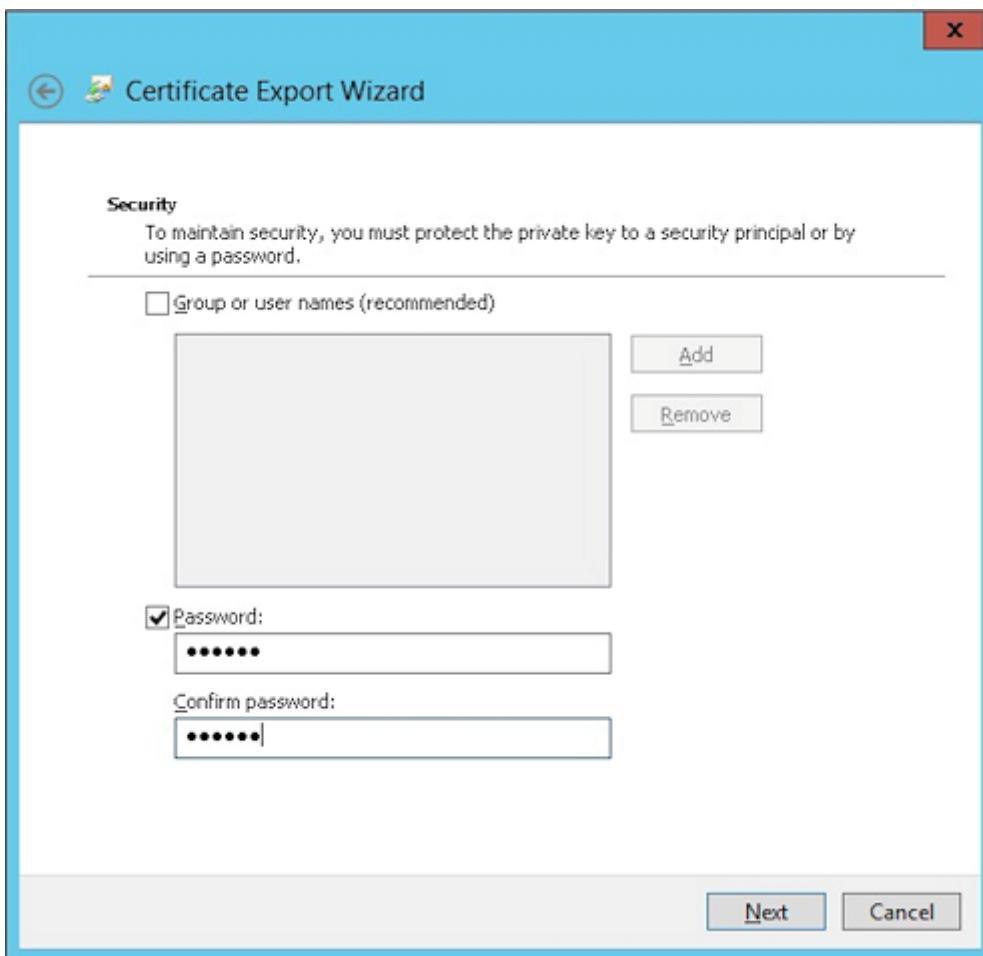 x
Certificate Export Wizard
Security
To maintain security, you must protect the private key to a security principal or by
using a password.
Group or user names (recommended)
Add
Remove
Password:
••••••
Confirm password:
••••••
Next
Cancel